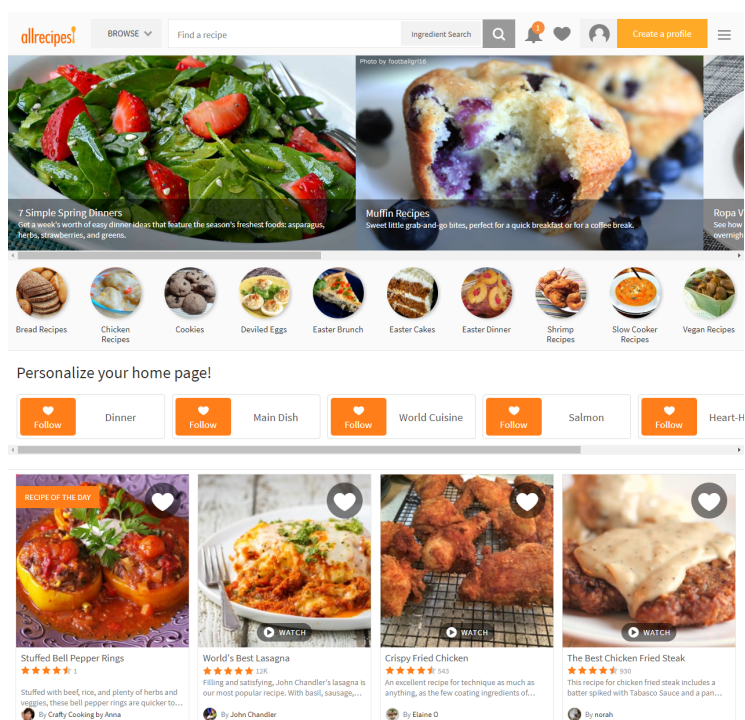 allrecipes!
BROWSE
Find a recipe
Ingredient Search
1
Create a profile
Photo by footballgrl16
7 Simple Spring Dinners
Get a week's worth of easy dinner ideas that feature the season's freshest foods: asparagus,
herbs, strawberries, and greens.
Muffin Recipes
Sweet little grab-and-go bites, perfect for a quick breakfast or for a coffee break.
Ropa V
See how
overnigh
Bread Recipes
Chicken
Recipes
Cookies
Deviled Eggs
Easter Brunch
Easter Cakes
Easter Dinner
Shrimp
Recipes
Slow Cooker
Recipes
Vegan Recipes
Personalize your home page!
Follow
Dinner
Follow
Main Dish
Follow
World Cuisine
Follow
Salmon
Follow
Heart-H
RECIPE OF THE DAY
Stuffed Bell Pepper Rings
1
Stuffed with beef, rice, and plenty of herbs and
veggies, these bell pepper rings are quicker to...
By Crafty Cooking by Anna
WATCH
World's Best Lasagna
12K
Filling and satisfying, John Chandler's lasagna is
our most popular recipe. With basil, sausage,...
By John Chandler
WATCH
Crispy Fried Chicken
543
An excellent recipe for technique as much as
anything, as the few coating ingredients of...
By Elaine O
WATCH
The Best Chicken Fried Steak
930
This recipe for chicken fried steak includes a
batter spiked with Tabasco Sauce and a pan...
By norah